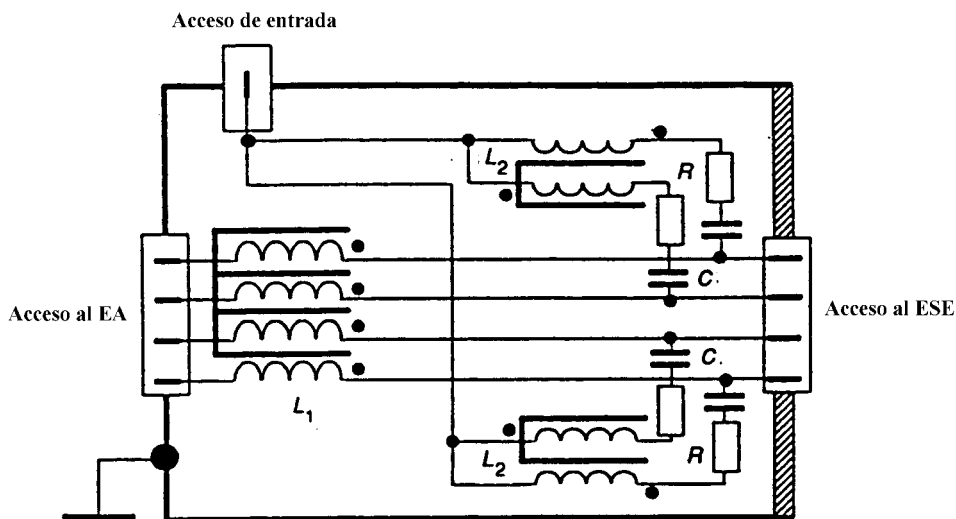 Acceso de entrada
L2
R
Acceso al EA
C.
Acceso al ESE
C.
L1
L2
R